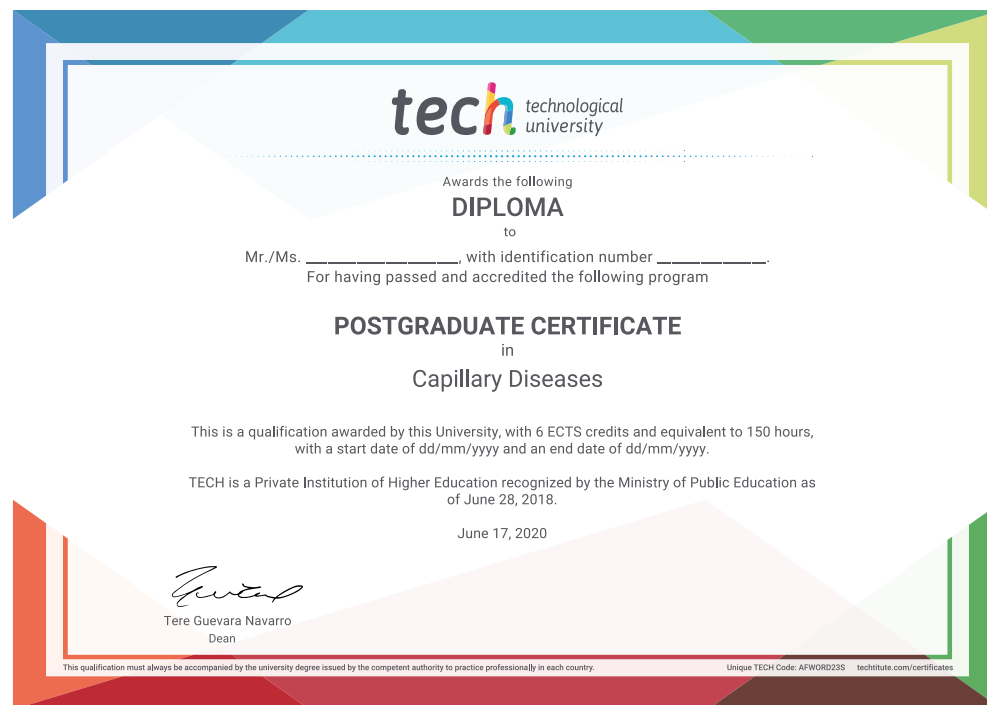 tech technological
university
Awards the following
DIPLOMA
to
Mr./Ms. __________________, with identification number _____________.
For having passed and accredited the following program
POSTGRADUATE CERTIFICATE
in
Capillary Diseases
This is a qualification awarded by this University, with 6 ECTS credits and equivalent to 150 hours,
with a start date of dd/mm/yyyy and an end date of dd/mm/yyyy.
TECH is a Private Institution of Higher Education recognized by the Ministry of Public Education as
of June 28, 2018.
June 17, 2020
Tere Guevara Navarro
Dean
This qualification must always be accompanied by the university degree issued by the competent authority to practice professionally in each country. Unique TECH Code: AFWORD23S techtitute.com/certificates